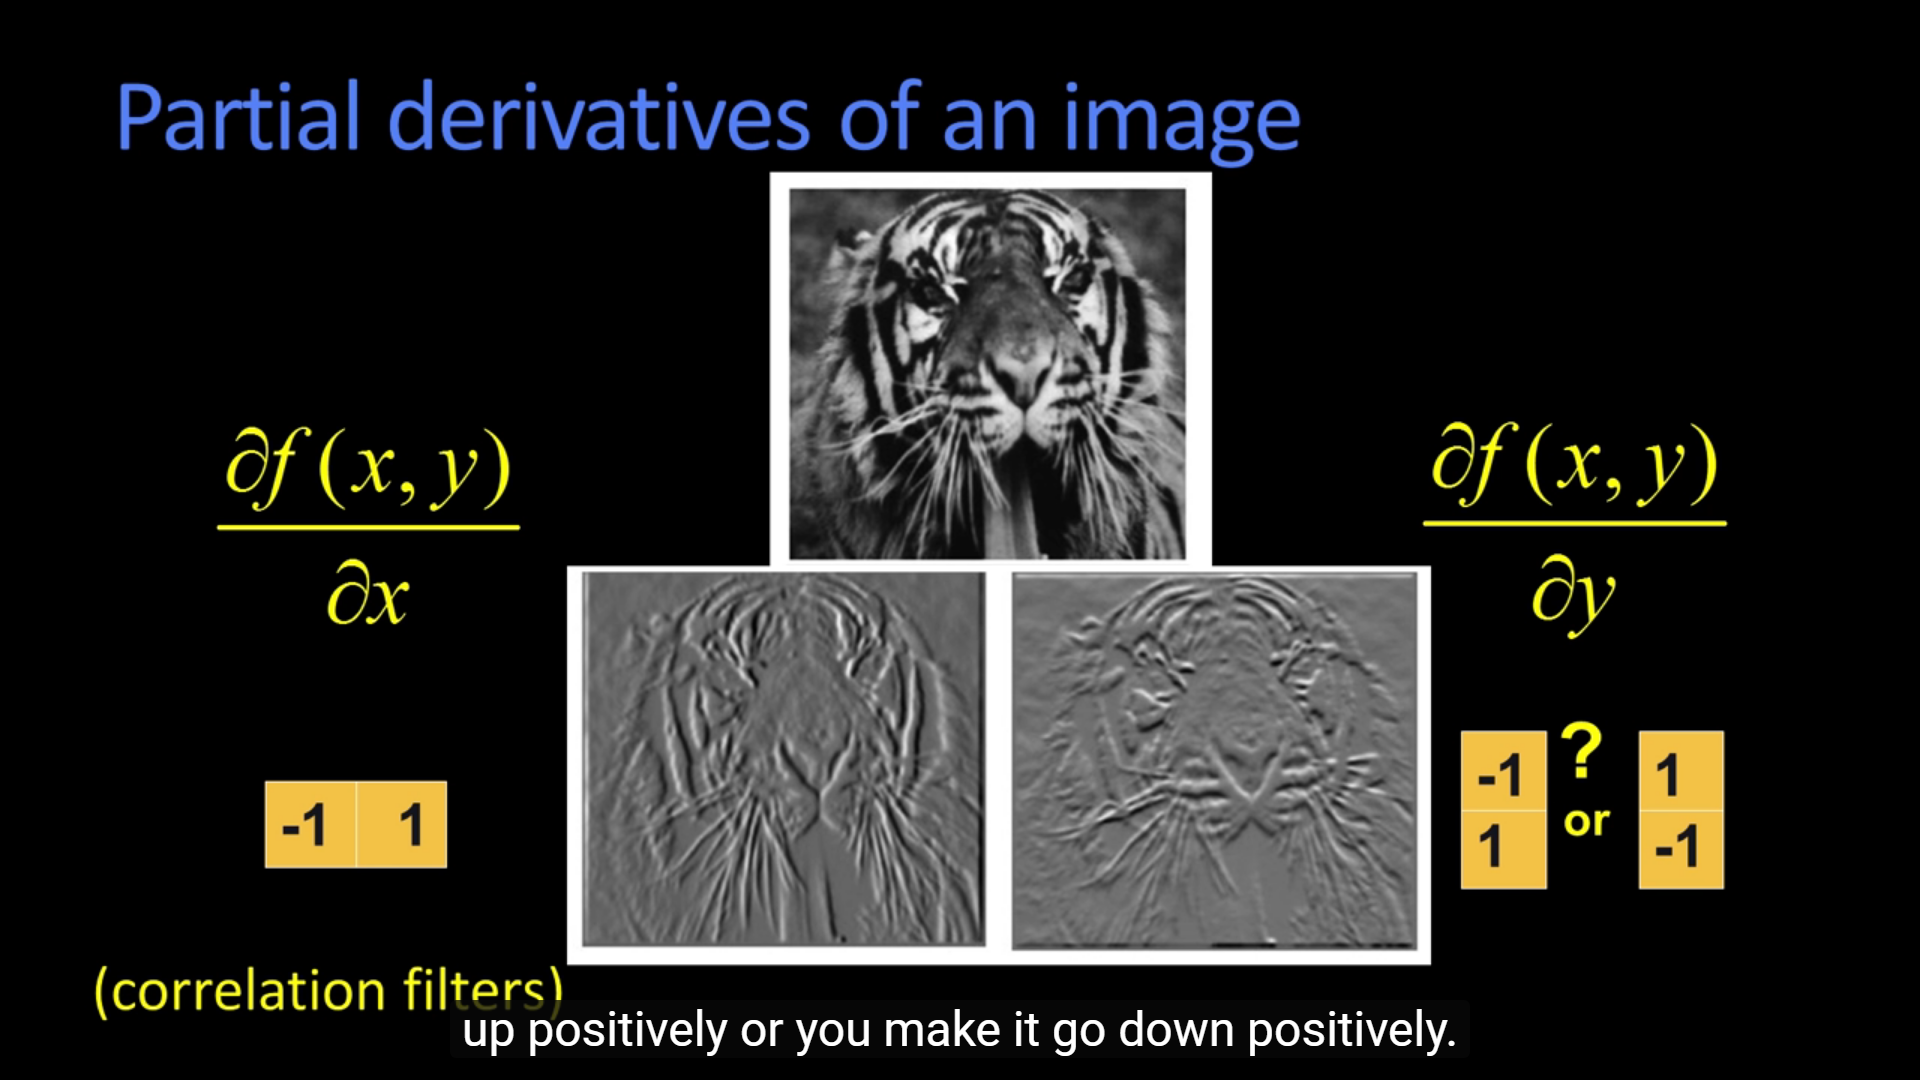 Partial derivatives of an image
∂f (x, y)
∂x
∂f (x, y)
∂y
-1 1
-1 ? 1
or
1 -1
(correlation filters)
up positively or you make it go down positively.